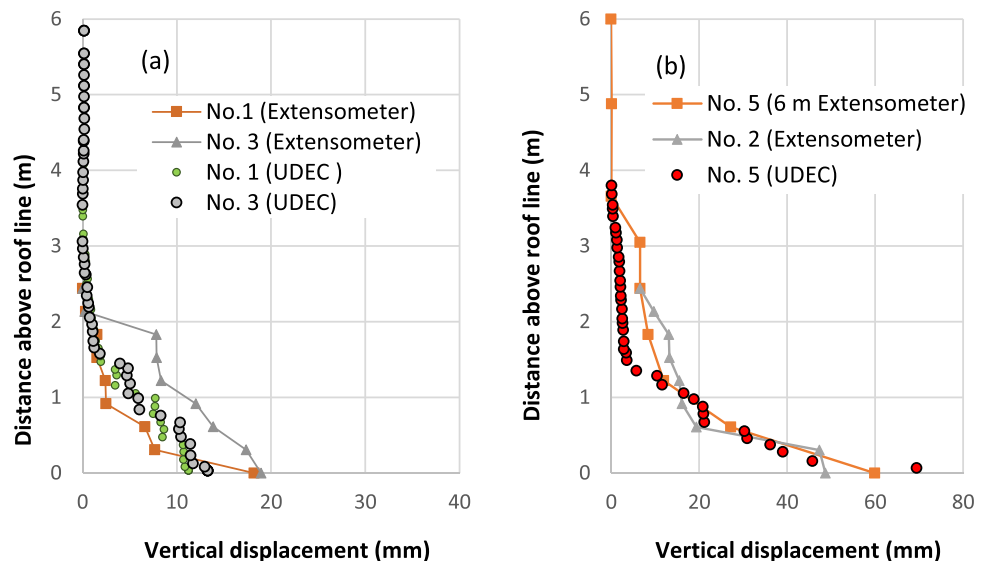 (a)
No.1 (Extensometer)
No. 3 (Extensometer)
No. 1 (UDEC )
No. 3 (UDEC)
Distance above roof line (m)
6
5
4
3
2
1
0
0
10
20
30
40
Vertical displacement (mm)
(b)
No. 5 (6 m Extensometer)
No. 2 (Extensometer)
No. 5 (UDEC)
Distance above roof line (m)
6
5
4
3
2
1
0
0
20
40
60
80
Vertical displacement (mm)